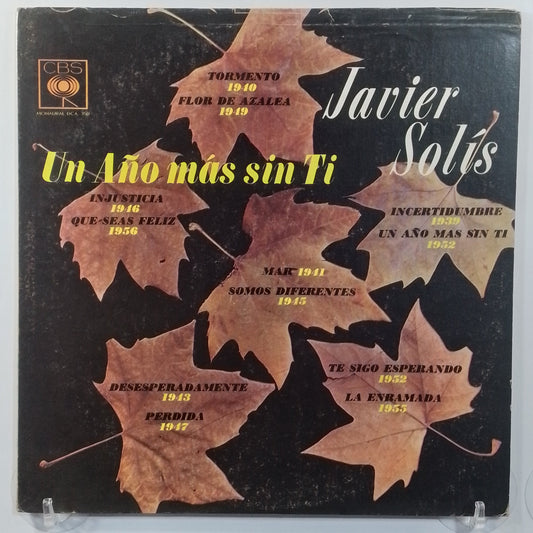 CBS
MONAURAL DCA
Javier
Solís
Un Año más sin Ti
TORMENTO
1940
FLOR DE AZALEA
1949
INJUSTICIA
1946
QUE SEAS FELIZ
1956
INCERTIDUMBRE
1939
UN AÑO MAS SIN TI
1952
MAR 1941
SOMOS DIFERENTES
1945
DESESPERADAMENTE
1943
PERDIDA
1947
TE SIGO ESPERANDO
1952
LA ENRAMADA
1955